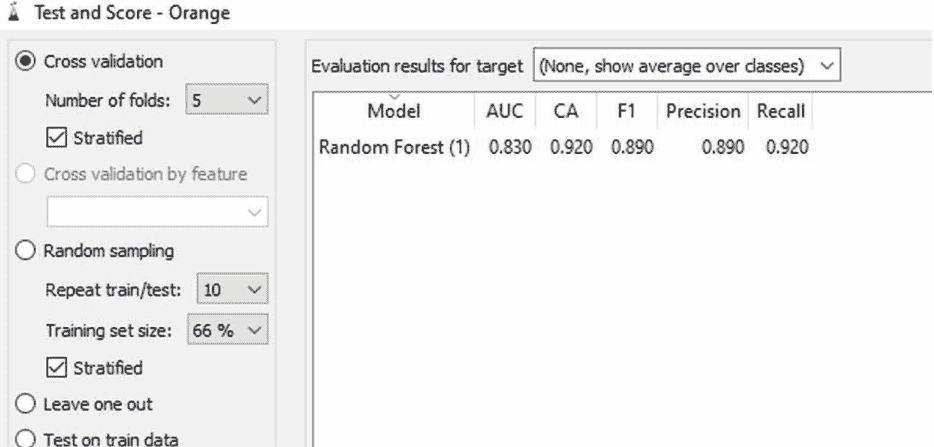 Test and Score - Orange
Cross validation
Number of folds: 5
Stratified
Cross validation by feature
Random sampling
Repeat train/test: 10
Training set size: 66 %
Stratified
Leave one out
Test on train data
Evaluation results for target (None, show average over classes)
Model AUC CA F1 Precision Recall
Random Forest (1) 0.830 0.920 0.890 0.890 0.920